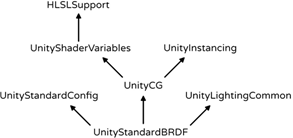 HLSLSupport
UnityShaderVariables
UnityInstancing
UnityCG
UnityStandardConfig
UnityLightingCommon
UnityStandardBRDF